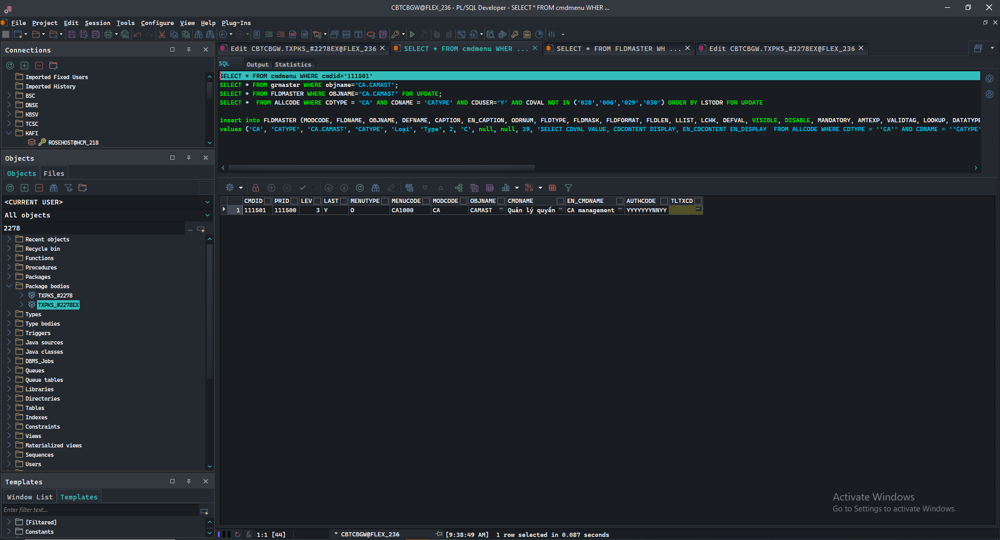 CBTCBGW@FLEX_236 - PL/SQL Developer - SELECT * FROM cmdmenu WHER ...
File Project Edit Session Tools Configure View Help Plug-Ins
Connections
Imported Fixed Users
Imported History
BSC
DNSE
KBSV
TCSC
KAFI
ROSEHOST@HCM_218
Objects
Objects Files
<CURRENT USER>
All objects
2278
...
Recent objects
Recycle bin
Functions
Procedures
Packages
Package bodies
TXPKS_#2278
TXPKS_#2278EX
Types
Type bodies
Triggers
Java sources
Java classes
DBMS_Jobs
Queues
Queue tables
Libraries
Directories
Tables
Indexes
Constraints
Views
Materialized views
Sequences
Users
Templates
Window List Templates
Enter filter text...
[Filtered]
Constants
Edit CBTCBGW.TXPKS_#2278EX@FLEX_236 SELECT * FROM cmdmenu WHER ... SELECT * FROM FLDMASTER WH ... Edit CBTCBGW.TXPKS_#2278EX@FLEX_236
SQL Output Statistics
SELECT * FROM cmdmenu WHERE cmdid='111501'
SELECT * FROM grmaster WHERE objname='CA.CAMAST';
SELECT * FROM FLDMASTER WHERE OBJNAME='CA.CAMAST' FOR UPDATE;
SELECT * FROM ALLCODE WHERE CDTYPE = 'CA' AND CDNAME = 'CATYPE' AND CDUSER='Y' AND CDVAL NOT IN ('028','006','029','030') ORDER BY LSTODR FOR UPDATE
insert into FLDMASTER (MODCODE, FLDNAME, OBJNAME, DEFNAME, CAPTION, EN_CAPTION, ODRNUM, FLDTYPE, FLDMASK, FLDFORMAT, FLDLEN, LLIST, LCHK, DEFVAL, VISIBLE, DISABLE, MANDATORY, AMTEXP, VALIDTAG, LOOKUP, DATATYPE
values ('CA', 'CATYPE', 'CA.CAMAST', 'CATYPE', 'Loại', 'Type', 2, 'C', null, null, 19, 'SELECT CDVAL VALUE, CDCONTENT DISPLAY, EN_CDCONTENT EN_DISPLAY FROM ALLCODE WHERE CDTYPE = ''CA'' AND CDNAME = ''CATYPE'
CMDID PRID LEV LAST MENUTYPE MENUCODE MODCODE OBJNAME CMDNAME EN_CMDNAME AUTHCODE TLTXCD
1 111501 111500 3 Y O CA1000 CA CAMAST Quản lý quyền CA management YYYYYYYNNYY
Activate Windows
Go to Settings to activate Windows.
& 1:1 [44] CBTCBGW@FLEX_236 [9:38:49 AM] 1 row selected in 0.087 seconds